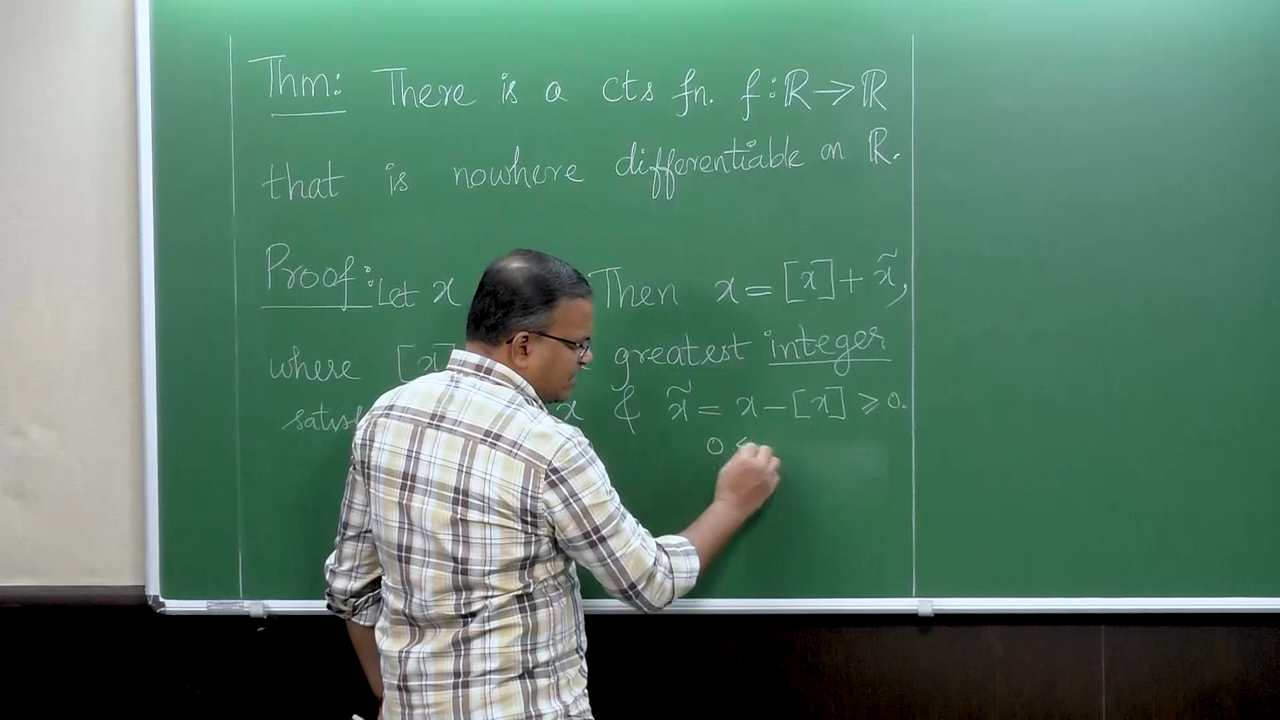 Thm: There is a cts fn. f: ℝ → ℝ
that is nowhere differentiable on ℝ.
Proof: Let x Then x = [x] + x̃,
where [x] greatest integer
x & x̃ = x - [x] ≥ 0.
0 ≤